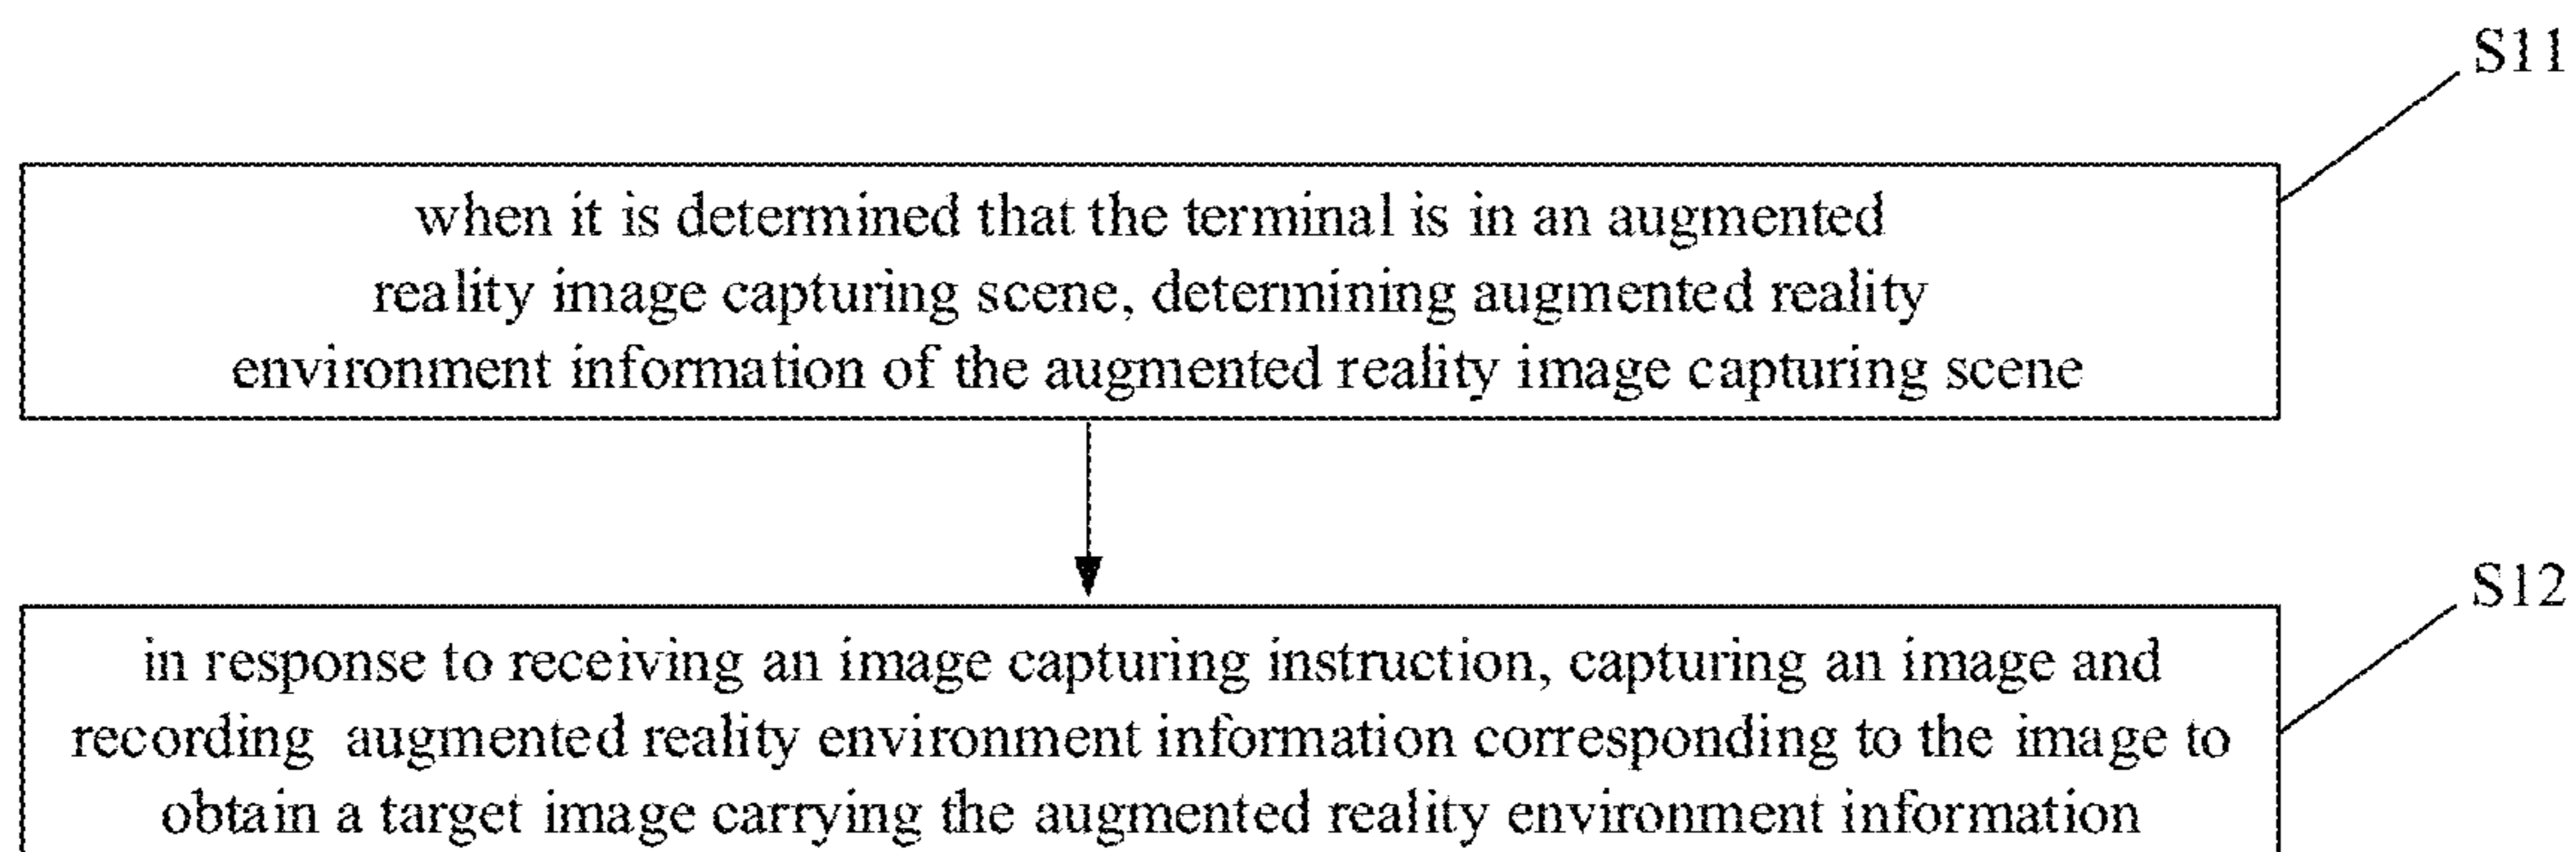 S11
when it is determined that the terminal is in an augmented
reality image capturing scene, determining augmented reality
environment information of the augmented reality image capturing scene
S12
in response to receiving an image capturing instruction, capturing an image and
recording augmented reality environment information corresponding to the image to
obtain a target image carrying the augmented reality environment information